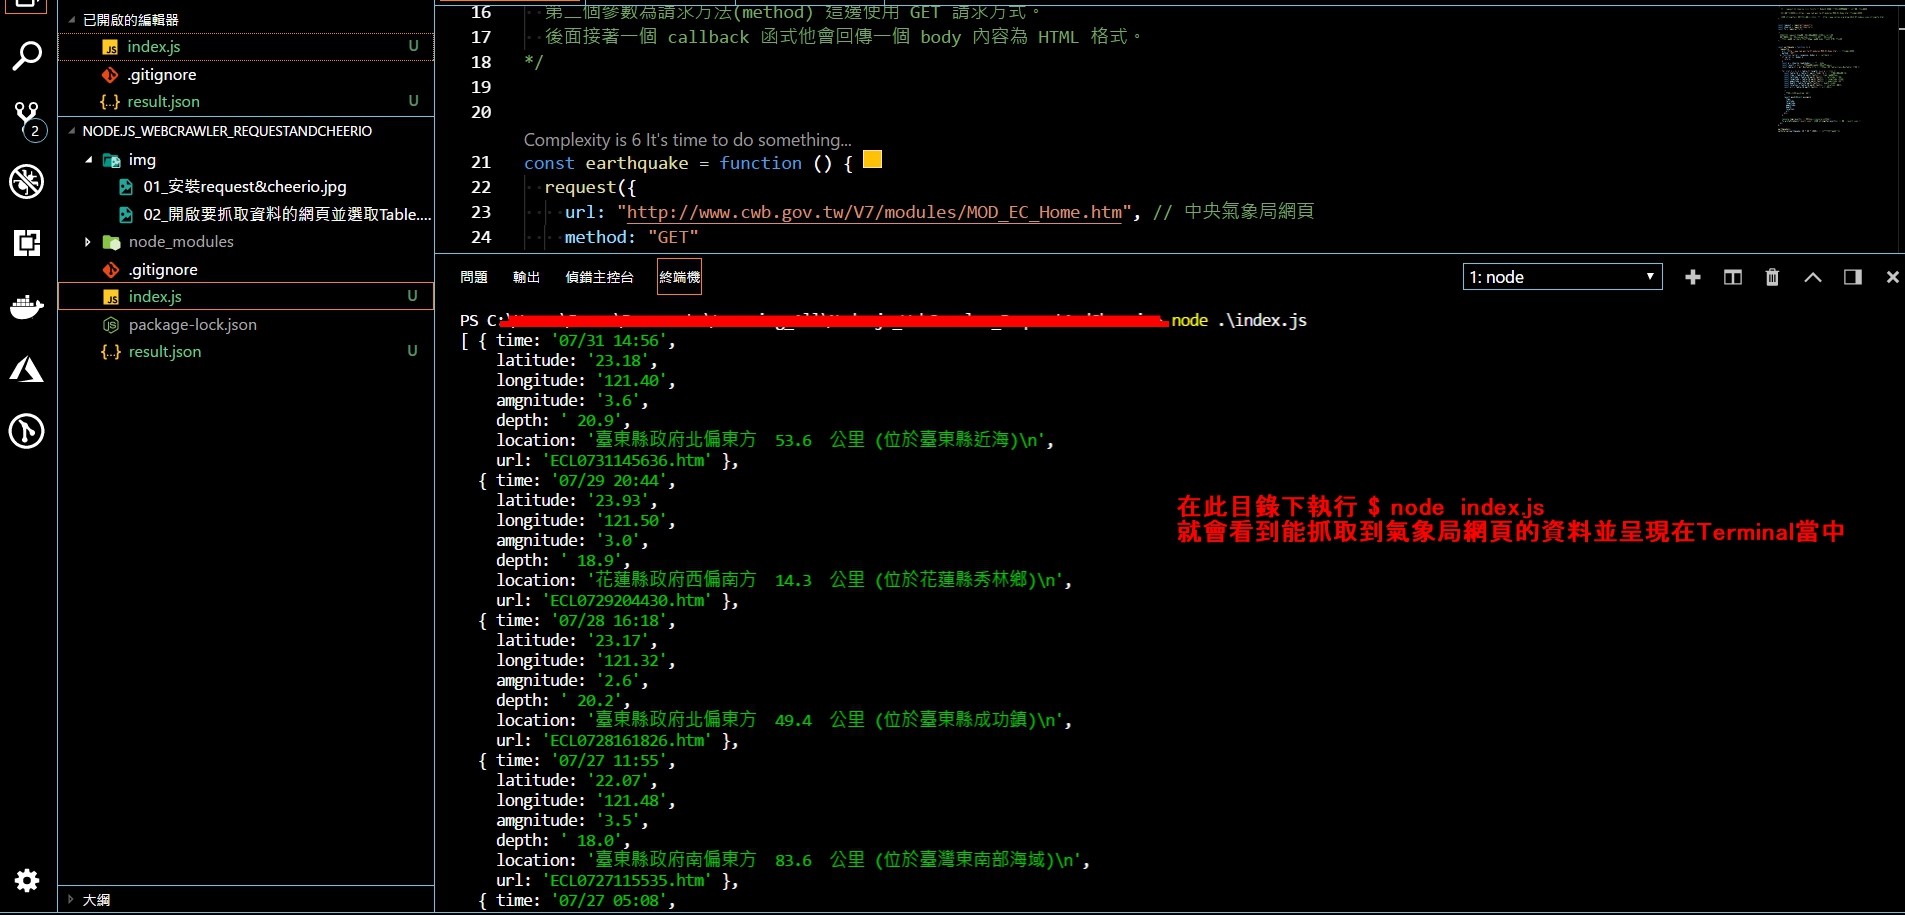 已開啟的編輯器
index.js U
.gitignore
result.json U
NODE.JS_WEBCRAWLER_REQUESTANDCHEERIO
img
01_安裝request&cheerio.jpg
02_開啟要抓取資料的網頁並選取Table....
node_modules
.gitignore
index.js U
package-lock.json
result.json U
大綱
2
16 第二個參數為請求方法(method) 這邊使用 GET 請求方式。
17 後面接著一個 callback 函式他會回傳一個 body 內容為 HTML 格式。
18 */
19
20
Complexity is 6 It's time to do something...
21 const earthquake = function () {
22 request({
23 url: "http://www.cwb.gov.tw/V7/modules/MOD_EC_Home.htm", // 中央氣象局網頁
24 method: "GET"
問題 輸出 偵錯主控台 終端機 1: node
PS C: node .\index.js
[ { time: '07/31 14:56',
latitude: '23.18',
longitude: '121.40',
amgnitude: '3.6',
depth: ' 20.9',
location: '臺東縣政府北偏東方 53.6 公里 (位於臺東縣近海)\n',
url: 'ECL0731145636.htm' },
{ time: '07/29 20:44',
latitude: '23.93',
longitude: '121.50',
amgnitude: '3.0',
depth: ' 18.9',
location: '花蓮縣政府西偏南方 14.3 公里 (位於花蓮縣秀林鄉)\n',
url: 'ECL0729204430.htm' },
{ time: '07/28 16:18',
latitude: '23.17',
longitude: '121.32',
amgnitude: '2.6',
depth: ' 20.2',
location: '臺東縣政府北偏東方 49.4 公里 (位於臺東縣成功鎮)\n',
url: 'ECL0728161826.htm' },
{ time: '07/27 11:55',
latitude: '22.07',
longitude: '121.48',
amgnitude: '3.5',
depth: ' 18.0',
location: '臺東縣政府南偏東方 83.6 公里 (位於臺灣東南部海域)\n',
url: 'ECL0727115535.htm' },
{ time: '07/27 05:08',
在此目錄下執行 $ node index.js
就會看到能抓取到氣象局網頁的資料並呈現在Terminal當中